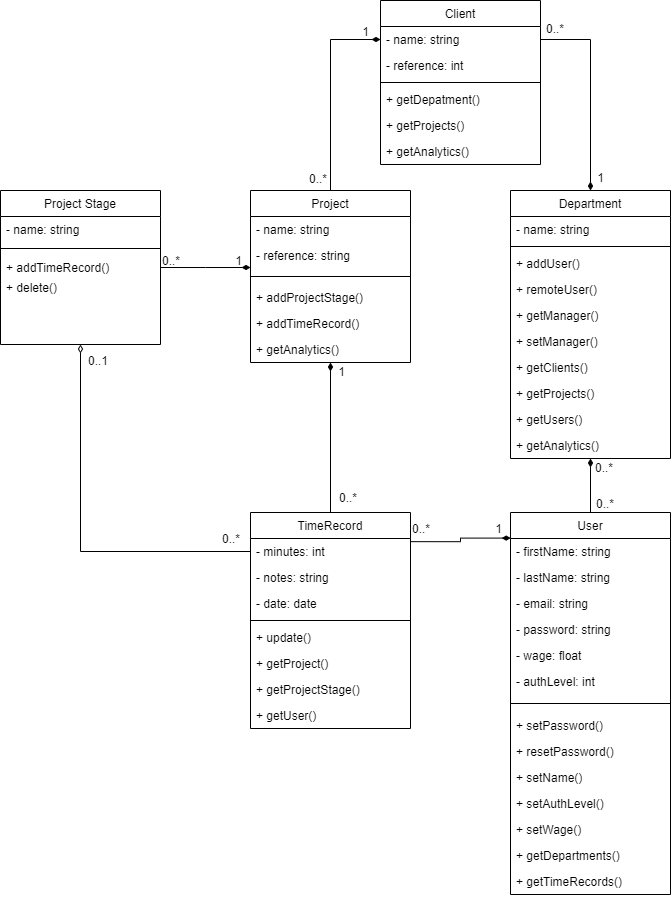 Client
- name: string
- reference: int
+ getDepatment()
+ getProjects()
+ getAnalytics()
1
0..*
0..*
1
Project Stage
- name: string
+ addTimeRecord()
+ delete()
0..*
1
0..1
Project
- name: string
- reference: string
+ addProjectStage()
+ addTimeRecord()
+ getAnalytics()
1
0..*
Department
- name: string
+ addUser()
+ remoteUser()
+ getManager()
+ setManager()
+ getClients()
+ getProjects()
+ getUsers()
+ getAnalytics()
0..*
0..*
0..*
TimeRecord
- minutes: int
- notes: string
- date: date
+ update()
+ getProject()
+ getProjectStage()
+ getUser()
0..*
1
User
- firstName: string
- lastName: string
- email: string
- password: string
- wage: float
- authLevel: int
+ setPassword()
+ resetPassword()
+ setName()
+ setAuthLevel()
+ setWage()
+ getDepartments()
+ getTimeRecords()